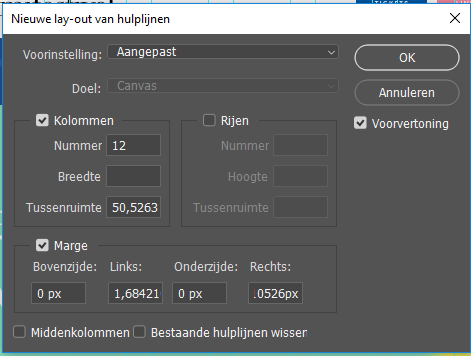 TICKETS
Nieuwe lay-out van hulplijnen
Voorinstelling: Aangepast
OK
Doel: Canvas
Annuleren
Kolommen
Rijen
Voorvertoning
Nummer 12
Nummer
Breedte
Hoogte
Tussenruimte 50,5263
Tussenruimte
Marge
Bovenzijde: Links: Onderzijde: Rechts:
0 px 1,68421 0 px .0526px
Middenkolommen Bestaande hulplijnen wisser